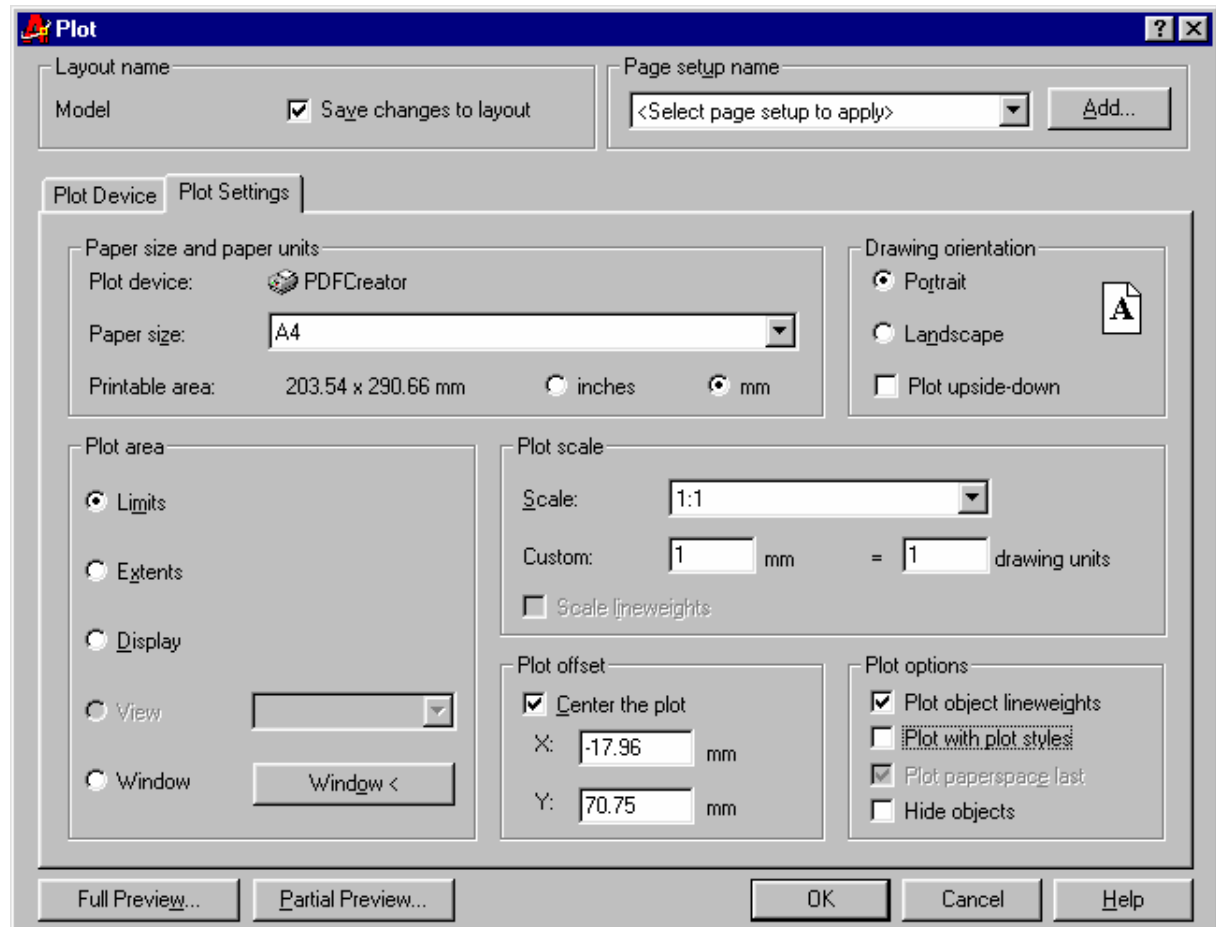 Plot
Layout name
Page setup name
Model
Save changes to layout
<Select page setup to apply>
Add...
Plot Device
Plot Settings
Paper size and paper units
Drawing orientation
Plot device:
PDFCreator
Portrait
A
Paper size:
A4
Landscape
Printable area:
203.54 x 290.66 mm
inches
mm
Plot upside-down
Plot area
Plot scale
Limits
Scale:
1:1
Extents
Custom:
1
mm
=
1
drawing units
Scale lineweights
Display
Plot offset
Plot options
View
Center the plot
Plot object lineweights
X:
-17.96
mm
Plot with plot styles
Plot paperspace last
Window
Window <
Y:
70.75
mm
Hide objects
Full Preview...
Partial Preview...
OK
Cancel
Help